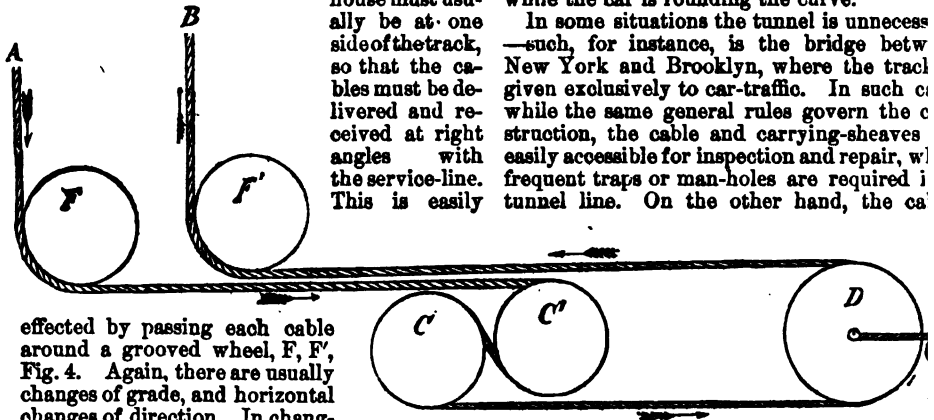 A
B
F
F'
C
C'
D
house must usu-
ally be at one
side of the track,
so that the ca-
bles must be de-
livered and re-
ceived at right
angles with
the service-line.
This is easily
effected by passing each cable
around a grooved wheel, F, F',
Fig. 4. Again, there are usually
changes of grade, and horizontal
changes of direction. In chang-
while the car is rounding the curve.
In some situations the tunnel is unnecess
—such, for instance, is the bridge betw
New York and Brooklyn, where the track
given exclusively to car-traffic. In such ca
while the same general rules govern the c
struction, the cable and carrying-sheaves
easily accessible for inspection and repair, wh
frequent traps or man-holes are required i
tunnel line. On the other hand, the ca